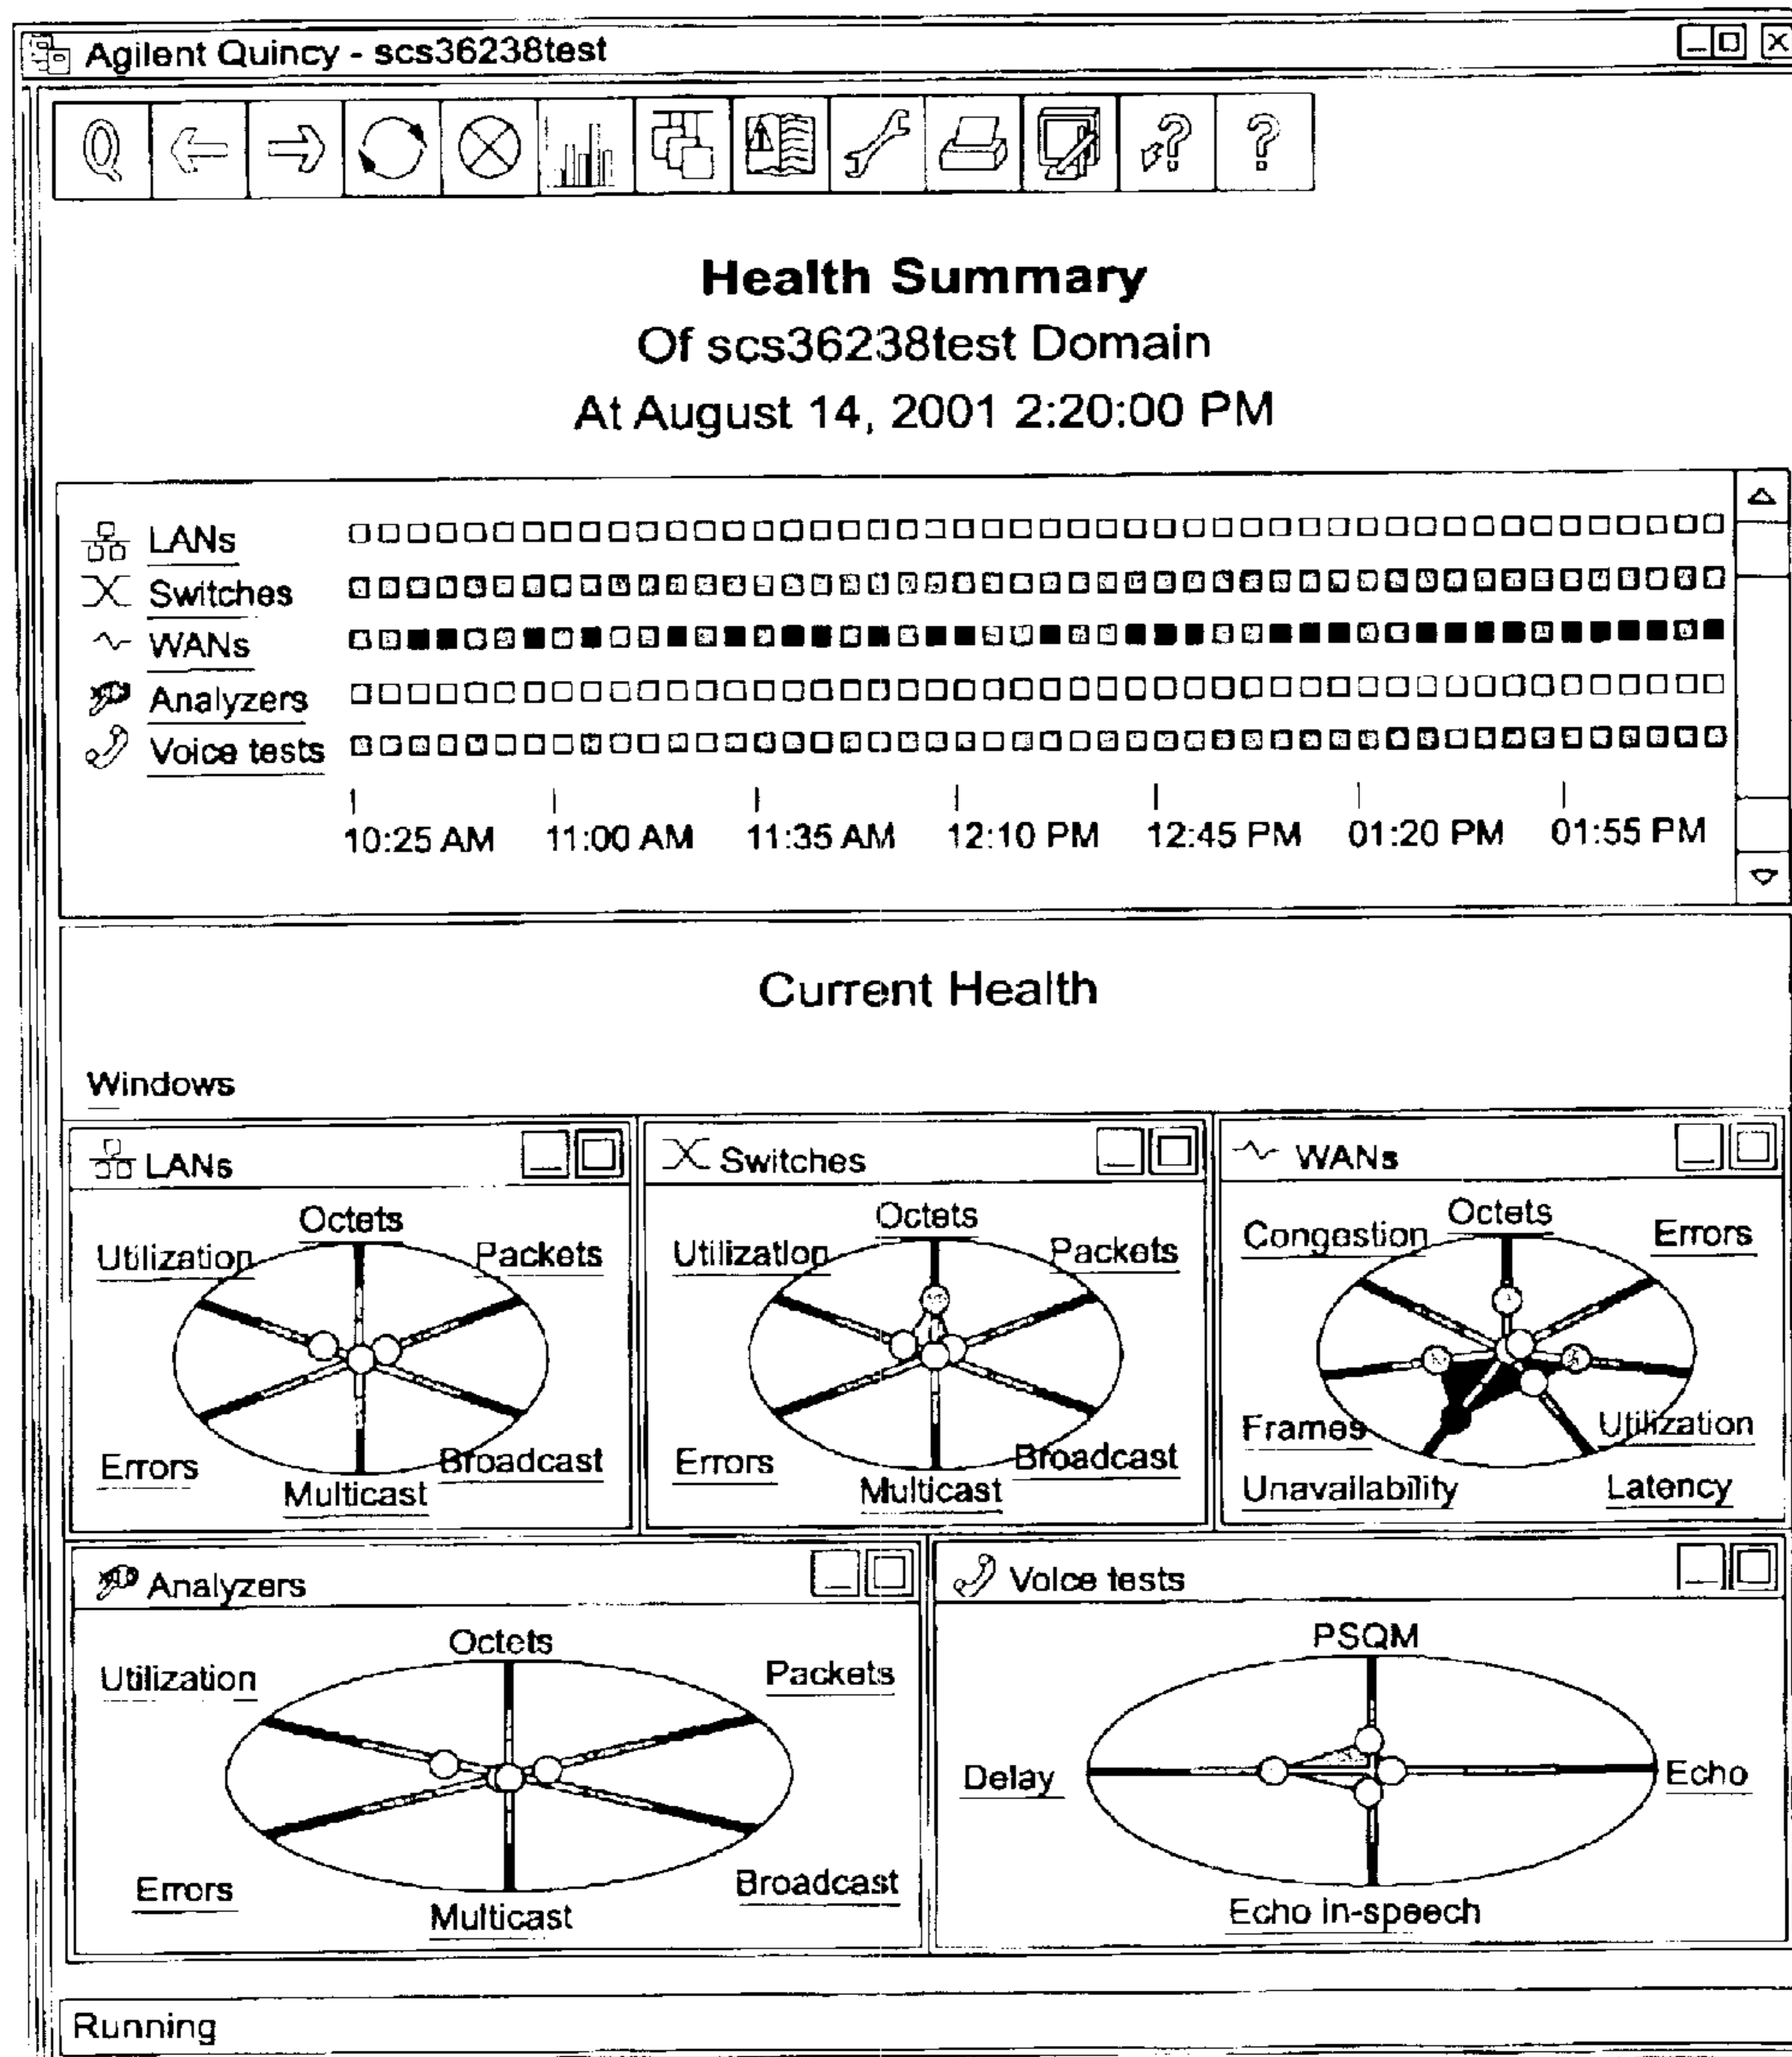 Agilent Quincy - scs36238test
Q ? ?
Health Summary
Of scs36238test Domain
At August 14, 2001 2:20:00 PM
LANs
Switches
WANs
Analyzers
Voice tests
10:25 AM 11:00 AM 11:35 AM 12:10 PM 12:45 PM 01:20 PM 01:55 PM
Current Health
Windows
LANs
Octets
Utilization Packets
Errors Broadcast
Multicast
Switches
Octets
Utilization Packets
Errors Broadcast
Multicast
WANs
Octets
Congestion Errors
Frames Utilization
Unavailability Latency
Analyzers
Octets
Utilization Packets
Errors Broadcast
Multicast
Voice tests
PSQM
Delay Echo
Echo in-speech
Running